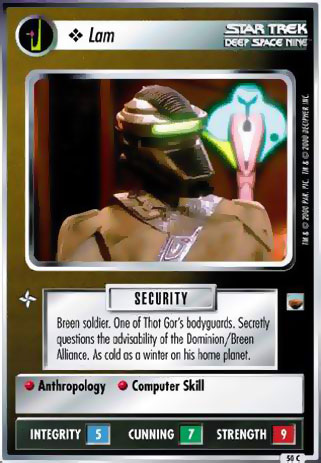 ❖ Lam
STAR TREK
DEEP SPACE NINE
TM & © 2000 PAR. PIC. TM & © 2000 DECIPHER INC.
SECURITY
Breen soldier. One of Thot Gor's bodyguards. Secretly
questions the advisability of the Dominion/Breen
Alliance. As cold as a winter on his home planet.
Anthropology Computer Skill
INTEGRITY 5 CUNNING 7 STRENGTH 9
50 C